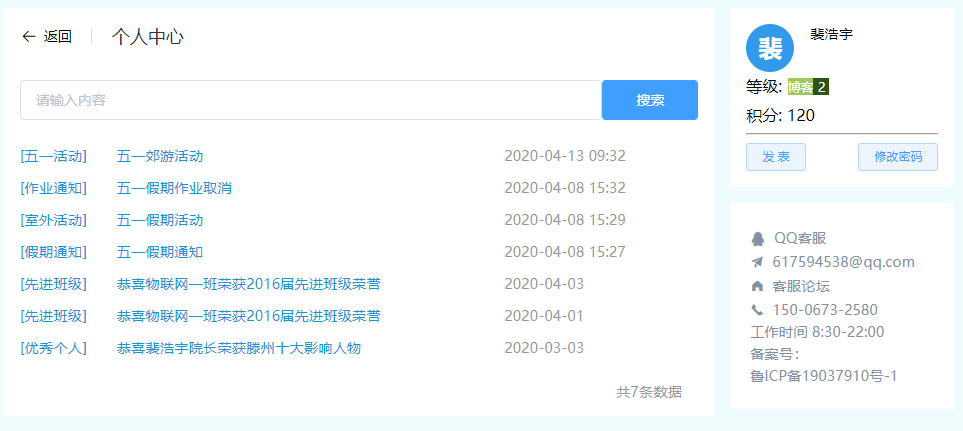 返回 个人中心
请输入内容 搜索
[五一活动] 五一郊游活动 2020-04-13 09:32
[作业通知] 五一假期作业取消 2020-04-08 15:32
[室外活动] 五一假期活动 2020-04-08 15:29
[假期通知] 五一假期通知 2020-04-08 15:27
[先进班级] 恭喜物联网一班荣获2016届先进班级荣誉 2020-04-03
[先进班级] 恭喜物联网一班荣获2016届先进班级荣誉 2020-04-01
[优秀个人] 恭喜裴浩宇院长荣获滕州十大影响人物 2020-03-03
共7条数据
裴 裴浩宇
等级: 博客 2
积分: 120
发 表 修改密码
QQ客服
617594538@qq.com
客服论坛
150-0673-2580
工作时间 8:30-22:00
备案号：
鲁ICP备19037910号-1